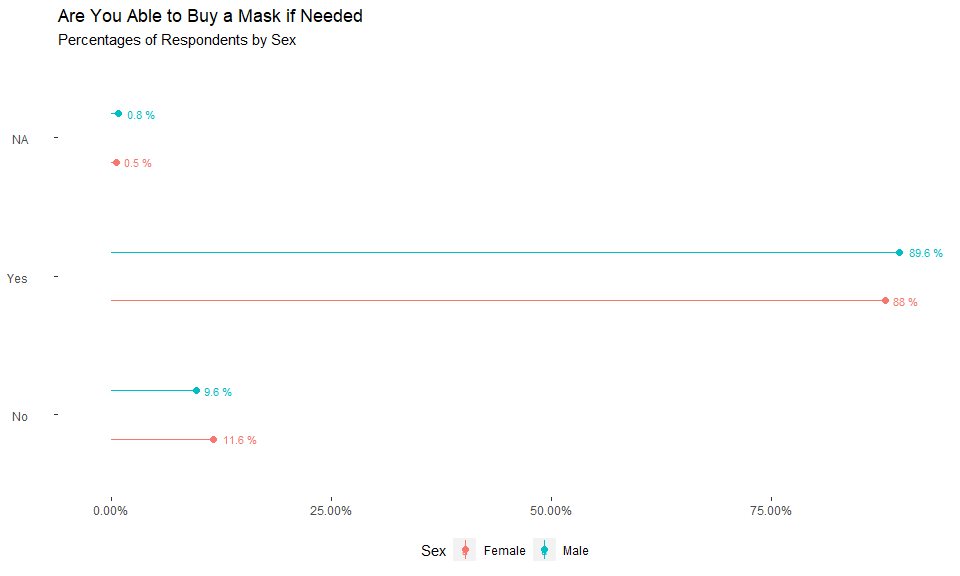 Are You Able to Buy a Mask if Needed
Percentages of Respondents by Sex
0.8 %
NA
0.5 %
89.6 %
Yes
88 %
9.6 %
No
11.6 %
0.00% 25.00% 50.00% 75.00%
Sex Female Male